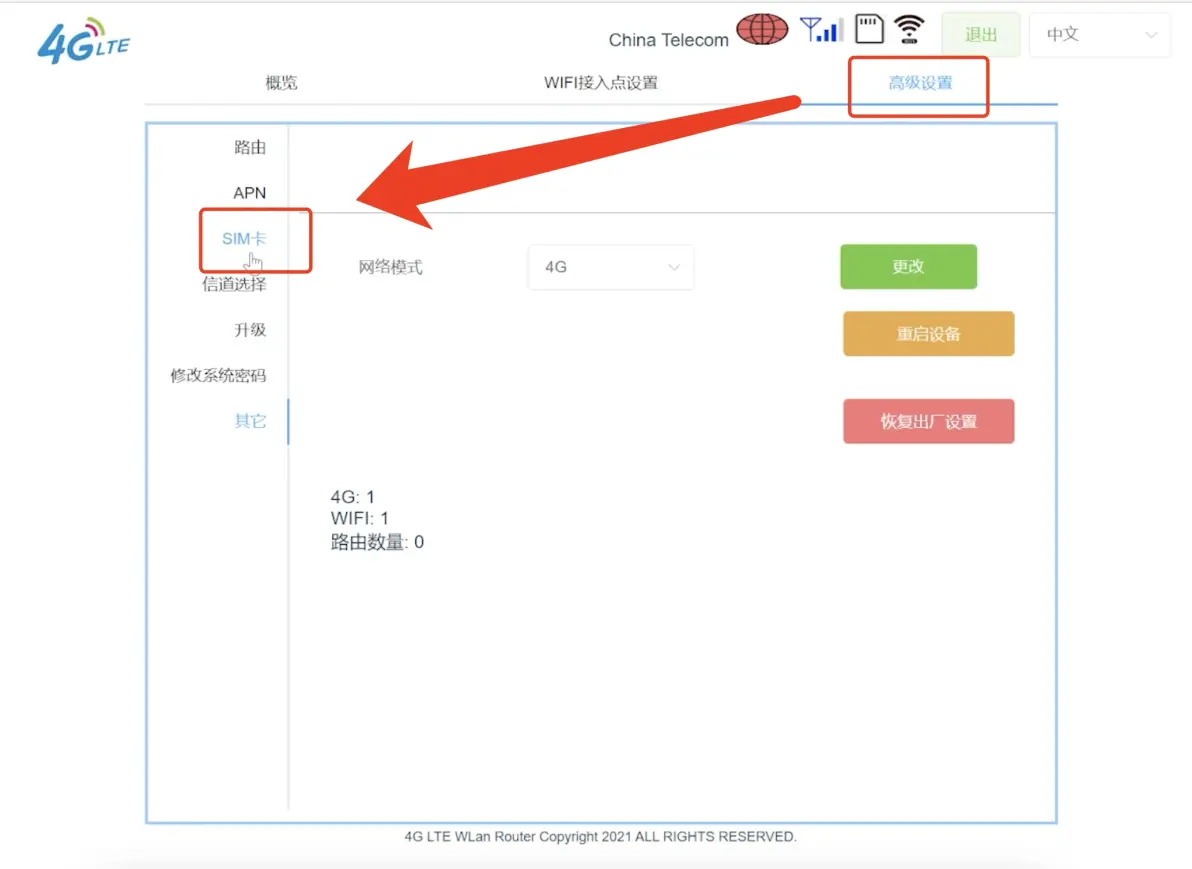 4G LTE
China Telecom
退出
中文
概览
WIFI接入点设置
高级设置
路由
APN
SIM卡
信道选择
升级
修改系统密码
其它
网络模式
4G
更改
重启设备
恢复出厂设置
4G: 1
WIFI: 1
路由数量: 0
4G LTE WLan Router Copyright 2021 ALL RIGHTS RESERVED.